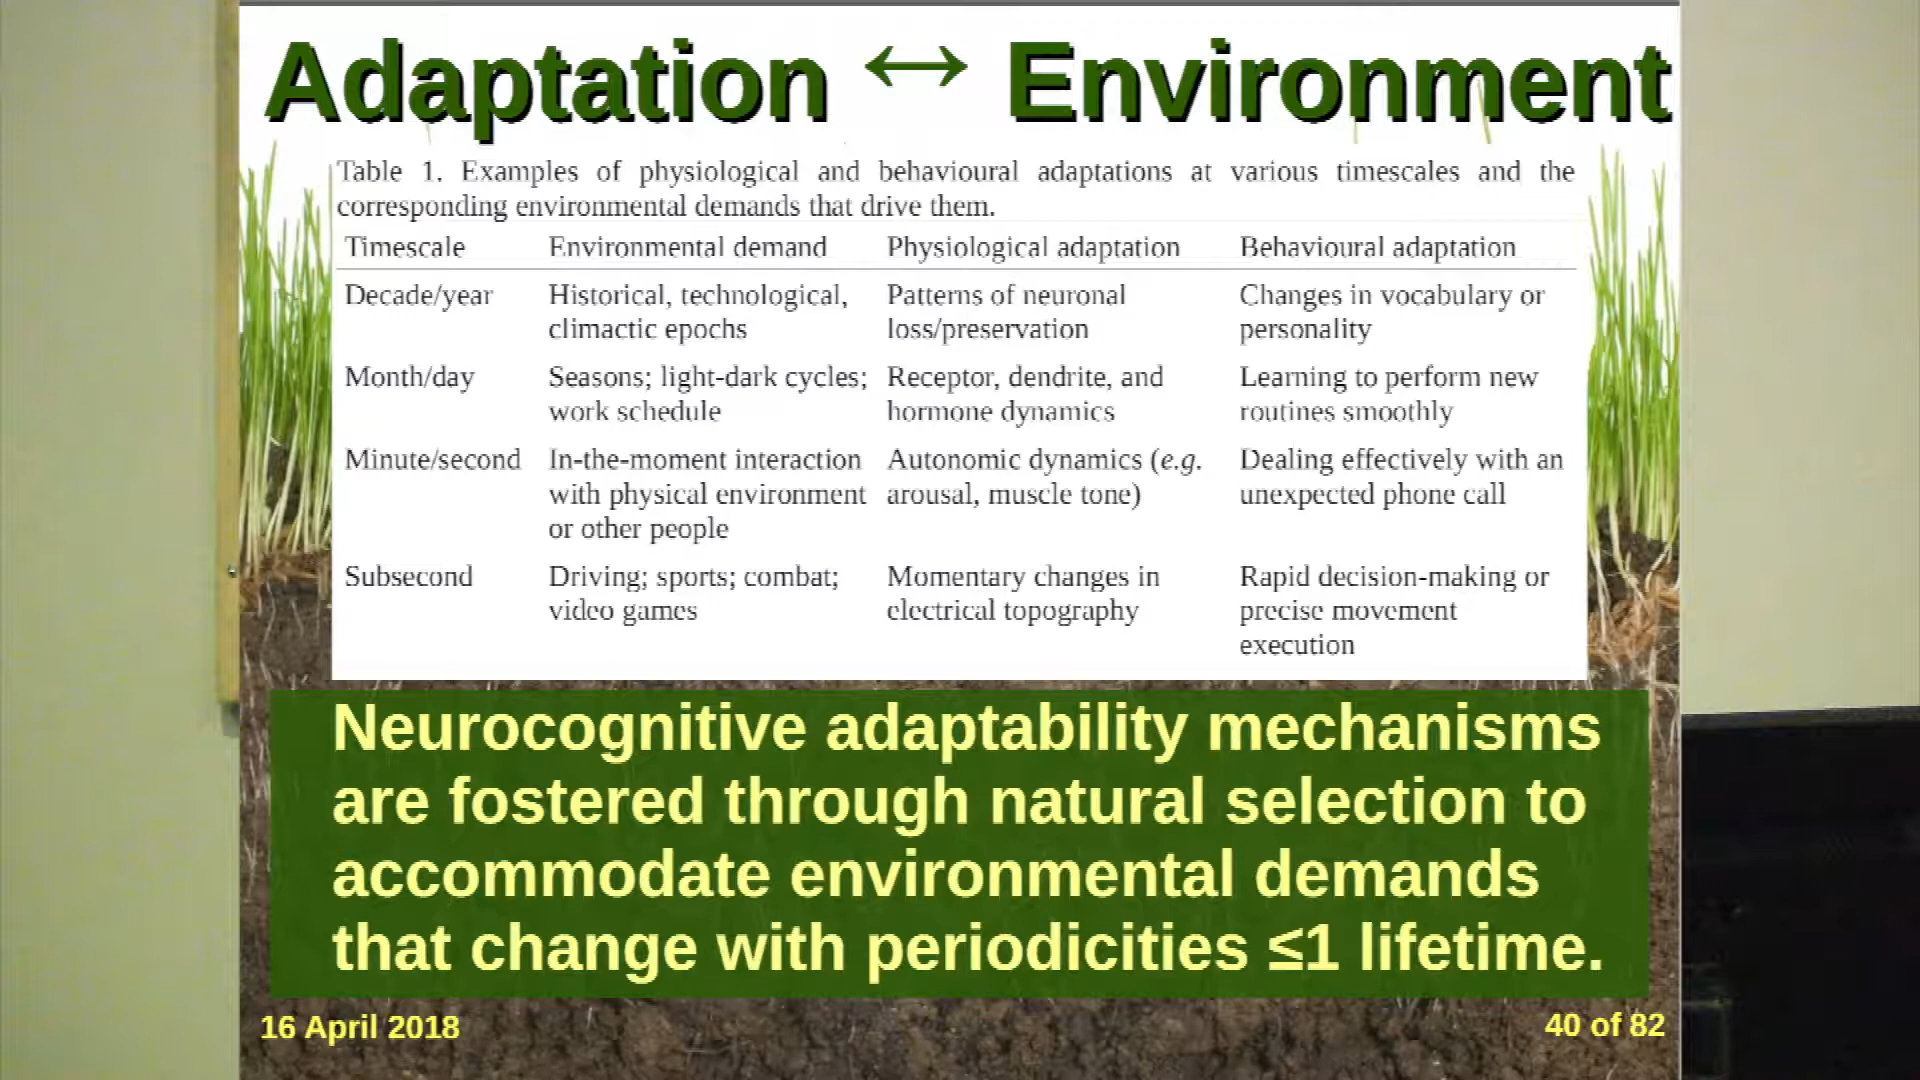 Adaptation ↔ Environment
Table 1. Examples of physiological and behavioural adaptations at various timescales and the
corresponding environmental demands that drive them.
Timescale Environmental demand Physiological adaptation Behavioural adaptation
Decade/year Historical, technological, Patterns of neuronal Changes in vocabulary or
climactic epochs loss/preservation personality
Month/day Seasons; light-dark cycles; Receptor, dendrite, and Learning to perform new
work schedule hormone dynamics routines smoothly
Minute/second In-the-moment interaction Autonomic dynamics (e.g. Dealing effectively with an
with physical environment arousal, muscle tone) unexpected phone call
or other people
Subsecond Driving; sports; combat; Momentary changes in Rapid decision-making or
video games electrical topography precise movement
execution
Neurocognitive adaptability mechanisms
are fostered through natural selection to
accommodate environmental demands
that change with periodicities ≤1 lifetime.
16 April 2018 40 of 82